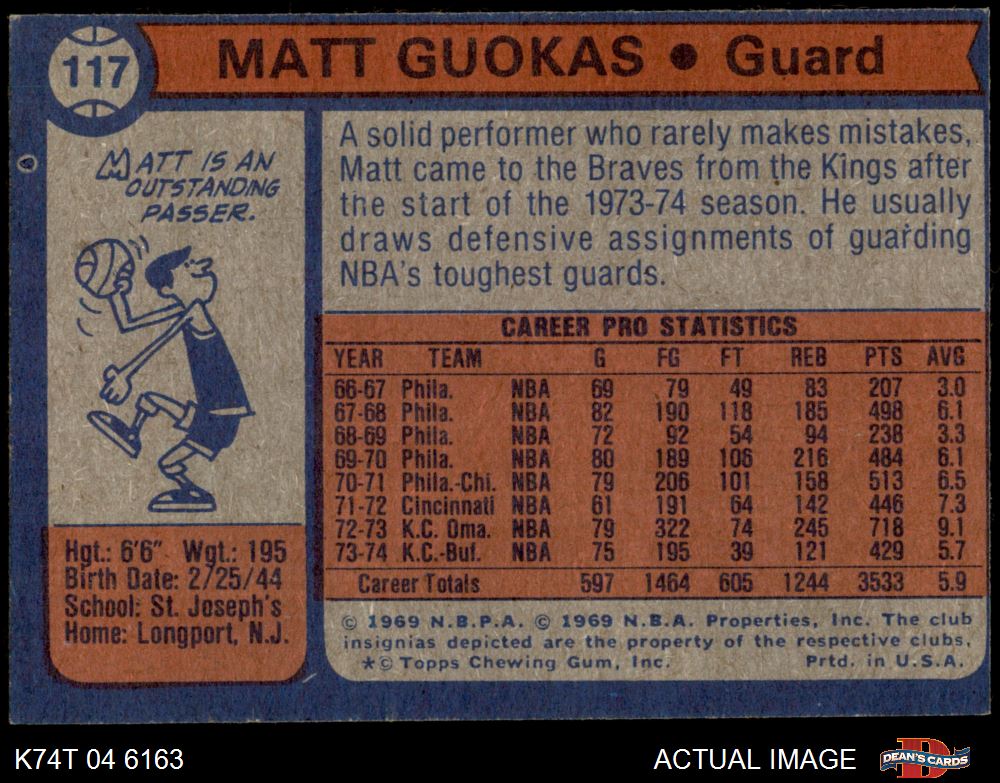 117
MATT GUOKAS ● Guard
MATT IS AN
OUTSTANDING
PASSER.
A solid performer who rarely makes mistakes,
Matt came to the Braves from the Kings after
the start of the 1973-74 season. He usually
draws defensive assignments of guarding
NBA's toughest guards.
CAREER PRO STATISTICS
YEAR TEAM G FG FT REB PTS AVG
66-67 Phila. NBA 69 79 49 83 207 3.0
67-68 Phila. NBA 82 190 118 185 498 6.1
68-69 Phila. NBA 72 92 54 94 238 3.3
69-70 Phila. NBA 80 189 106 216 484 6.1
70-71 Phila.-Chi. NBA 79 206 101 158 513 6.5
71-72 Cincinnati NBA 61 191 64 142 446 7.3
72-73 K.C. Oma. NBA 79 322 74 245 718 9.1
73-74 K.C.-Buf. NBA 75 195 39 121 429 5.7
Career Totals 597 1464 605 1244 3533 5.9
Hgt.: 6'6" Wgt.: 195
Birth Date: 2/25/44
School: St. Joseph's
Home: Longport, N.J.
© 1969 N.B.P.A. © 1969 N.B.A. Properties, Inc. The club
insignias depicted are the property of the respective clubs.
*© Topps Chewing Gum, Inc. Prtd. in U.S.A.
K74T 04 6163
ACTUAL IMAGE
DEAN'S CARDS